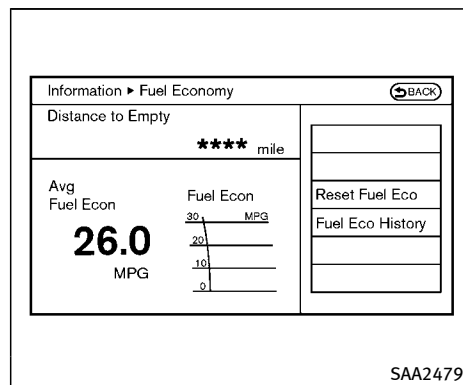 Information ▶ Fuel Economy
BACK
Distance to Empty
**** mile
Avg
Fuel Econ
26.0
MPG
Fuel Econ
30 MPG
20
10
0
Reset Fuel Eco
Fuel Eco History
SAA2479